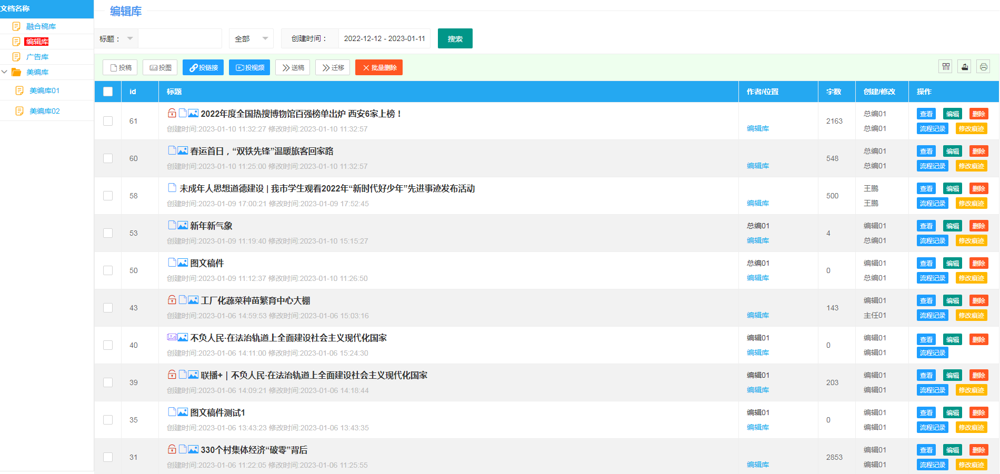 文档名称
融合稿库
编辑库
广告库
美编库
美编库01
美编库02
编辑库
标题： 全部 创建时间： 2022-12-12 - 2023-01-11 搜索
投稿 投图 投链接 投视频 送稿 迁移 批量删除
id 标题 作者/位置 字数 创建/修改 操作
61 2022年度全国热搜博物馆百强榜单出炉 西安6家上榜！ 2163 总编01 查看 编辑 删除
创建时间:2023-01-10 11:32:27 修改时间:2023-01-10 11:32:57 编辑库 总编01 流程记录 修改痕迹
60 春运首日，“双铁先锋”温暖旅客回家路 548 总编01 查看 编辑 删除
创建时间:2023-01-10 11:25:00 修改时间:2023-01-10 11:32:57 编辑库 总编01 流程记录 修改痕迹
58 未成年人思想道德建设 | 我市学生观看2022年“新时代好少年”先进事迹发布活动 500 王鹏 查看 编辑 删除
创建时间:2023-01-09 17:00:21 修改时间:2023-01-09 17:52:45 编辑库 王鹏 流程记录 修改痕迹
53 新年新气象 总编01 4 编辑01 查看 编辑 删除
创建时间:2023-01-09 11:19:40 修改时间:2023-01-10 15:15:27 编辑库 总编01 流程记录 修改痕迹
50 图文稿件 总编01 0 编辑01 查看 编辑 删除
创建时间:2023-01-09 11:12:37 修改时间:2023-01-10 11:26:50 编辑库 总编01 流程记录 修改痕迹
43 工厂化蔬菜种苗繁育中心大棚 143 编辑01 查看 编辑 删除
创建时间:2023-01-06 14:59:53 修改时间:2023-01-06 15:03:16 编辑库 主任01 流程记录 修改痕迹
40 不负人民·在法治轨道上全面建设社会主义现代化国家 编辑01 0 编辑01 查看 编辑 删除
创建时间:2023-01-06 14:11:00 修改时间:2023-01-06 15:24:30 编辑库 编辑01 流程记录
39 联播+｜不负人民·在法治轨道上全面建设社会主义现代化国家 编辑01 203 编辑01 查看 编辑 删除
创建时间:2023-01-06 14:09:21 修改时间:2023-01-06 14:18:44 编辑库 编辑01 流程记录 修改痕迹
35 图文稿件测试1 编辑01 0 编辑01 查看 编辑 删除
创建时间:2023-01-06 13:43:23 修改时间:2023-01-06 13:43:35 编辑库 编辑01 流程记录 修改痕迹
31 330个村集体经济“破零”背后 2853 编辑01 查看 编辑 删除
创建时间:2023-01-06 11:22:05 修改时间:2023-01-06 11:25:55 编辑库 编辑01 流程记录 修改痕迹